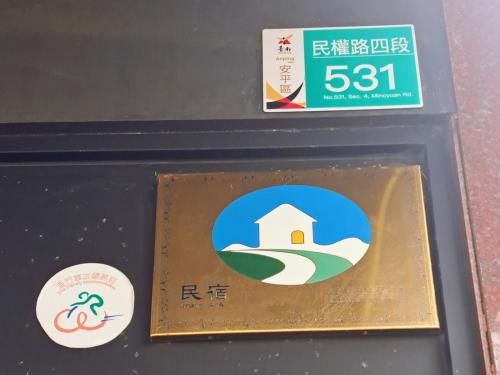 臺南
Anping
安平區
民權路四段
531
No.531, Sec. 4, Mincyuan Rd.
民宿